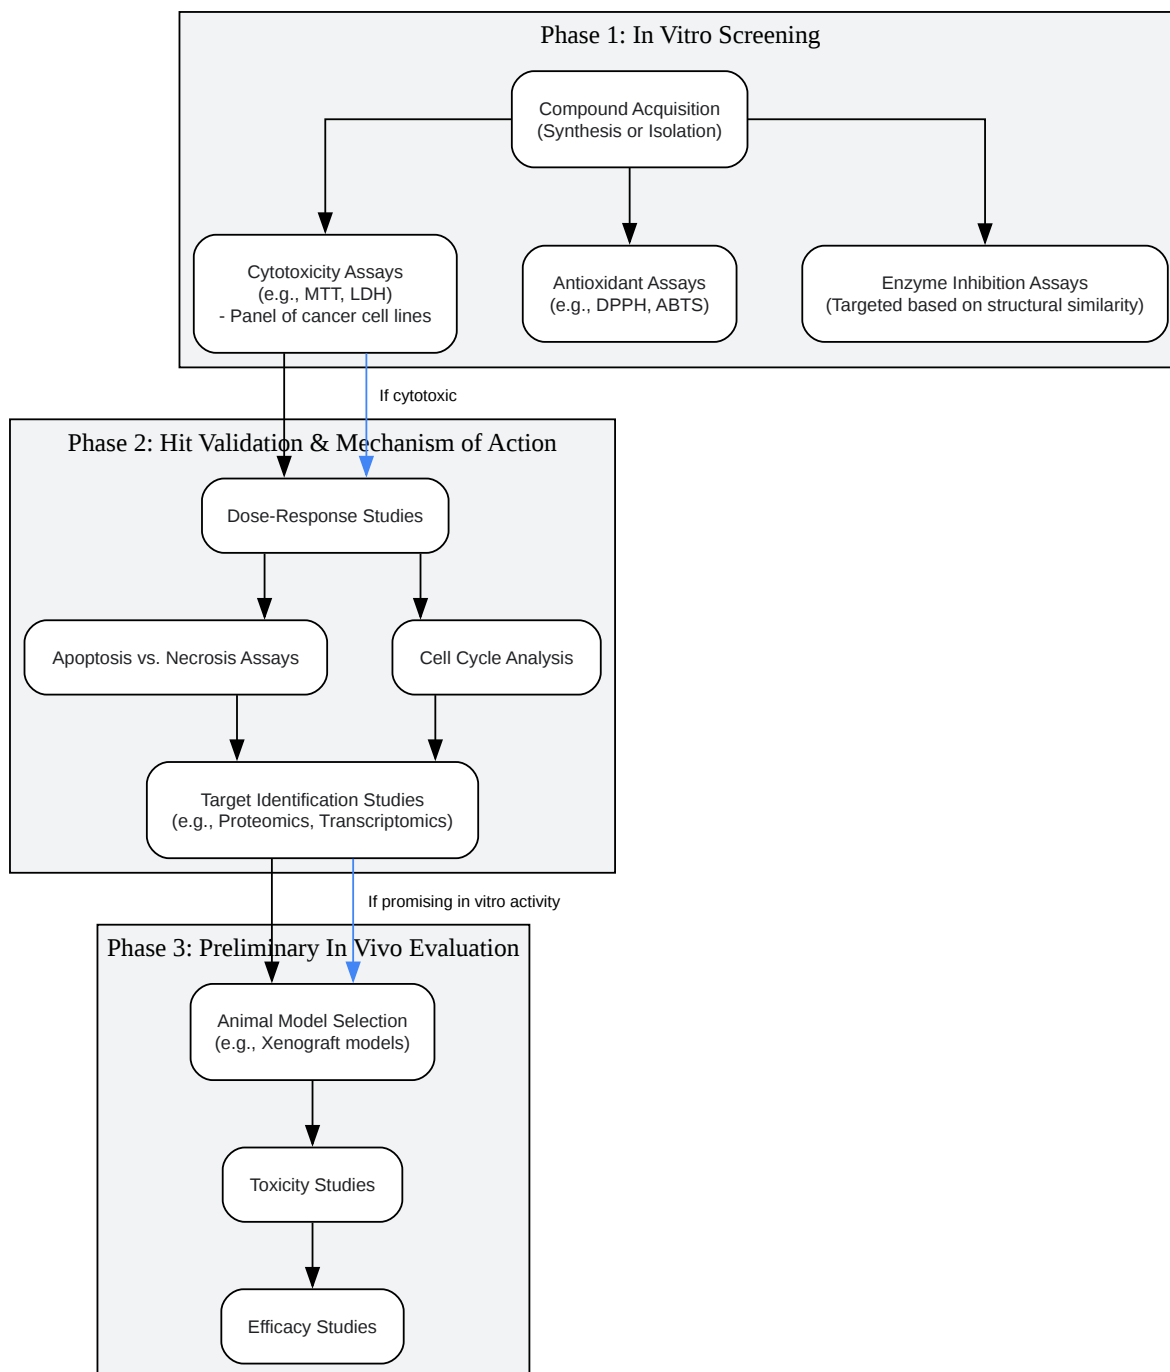 Phase 1: In Vitro Screening
Compound Acquisition
(Synthesis or Isolation)
Cytotoxicity Assays
(e.g., MTT, LDH)
- Panel of cancer cell lines
Antioxidant Assays
(e.g., DPPH, ABTS)
Enzyme Inhibition Assays
(Targeted based on structural similarity)
If cytotoxic
Phase 2: Hit Validation & Mechanism of Action
Dose-Response Studies
Apoptosis vs. Necrosis Assays
Cell Cycle Analysis
Target Identification Studies
(e.g., Proteomics, Transcriptomics)
If promising in vitro activity
Phase 3: Preliminary In Vivo Evaluation
Animal Model Selection
(e.g., Xenograft models)
Toxicity Studies
Efficacy Studies